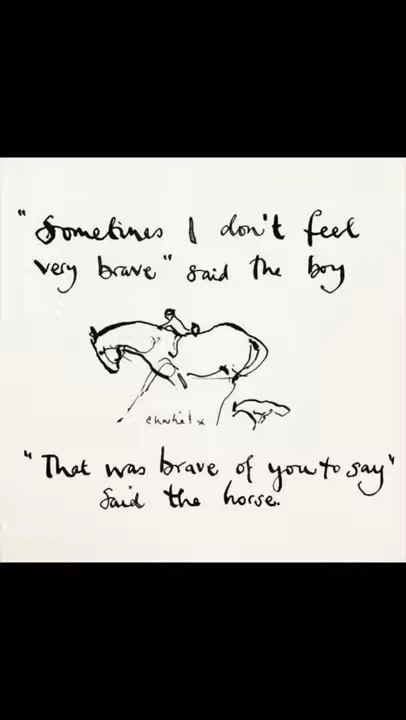 "Sometimes I don't feel
very brave" said the boy
charlie x
"That was brave of you to say"
said the horse.